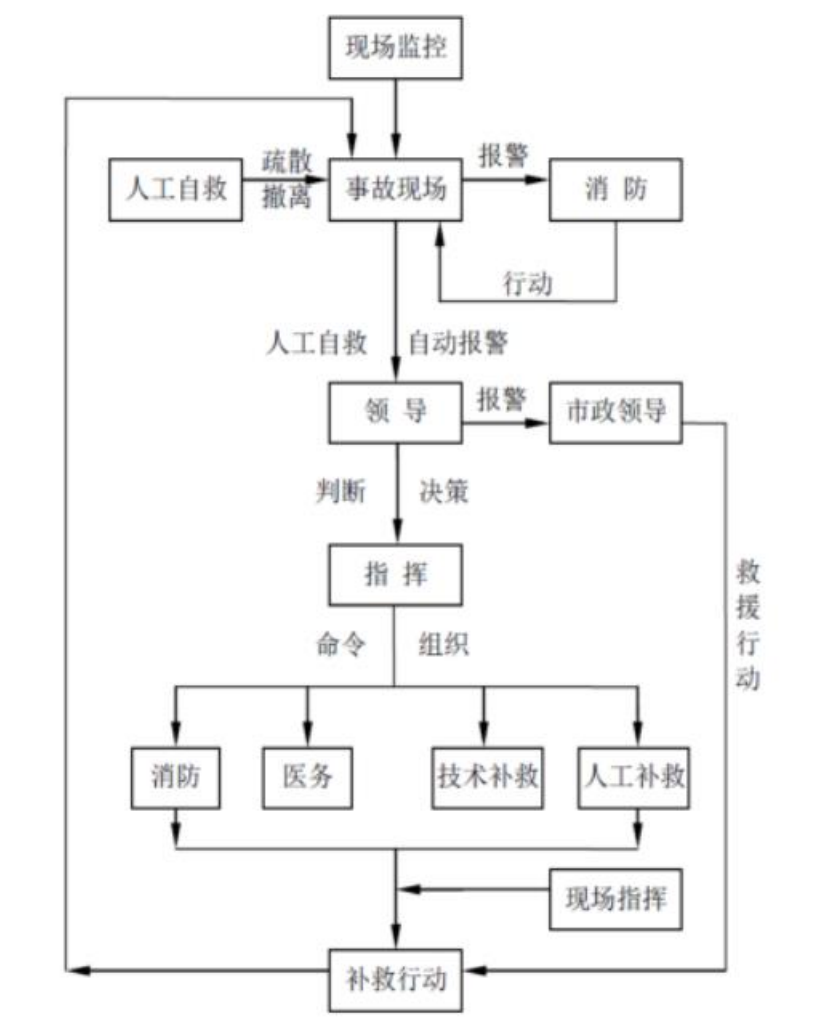 现场监控
人工自救
疏散
撤离
事故现场
报警
消 防
行动
人工自救
自动报警
领 导
报警
市政领导
判断
决策
指 挥
命令
组织
救援行动
消防
医务
技术补救
人工补救
现场指挥
补救行动